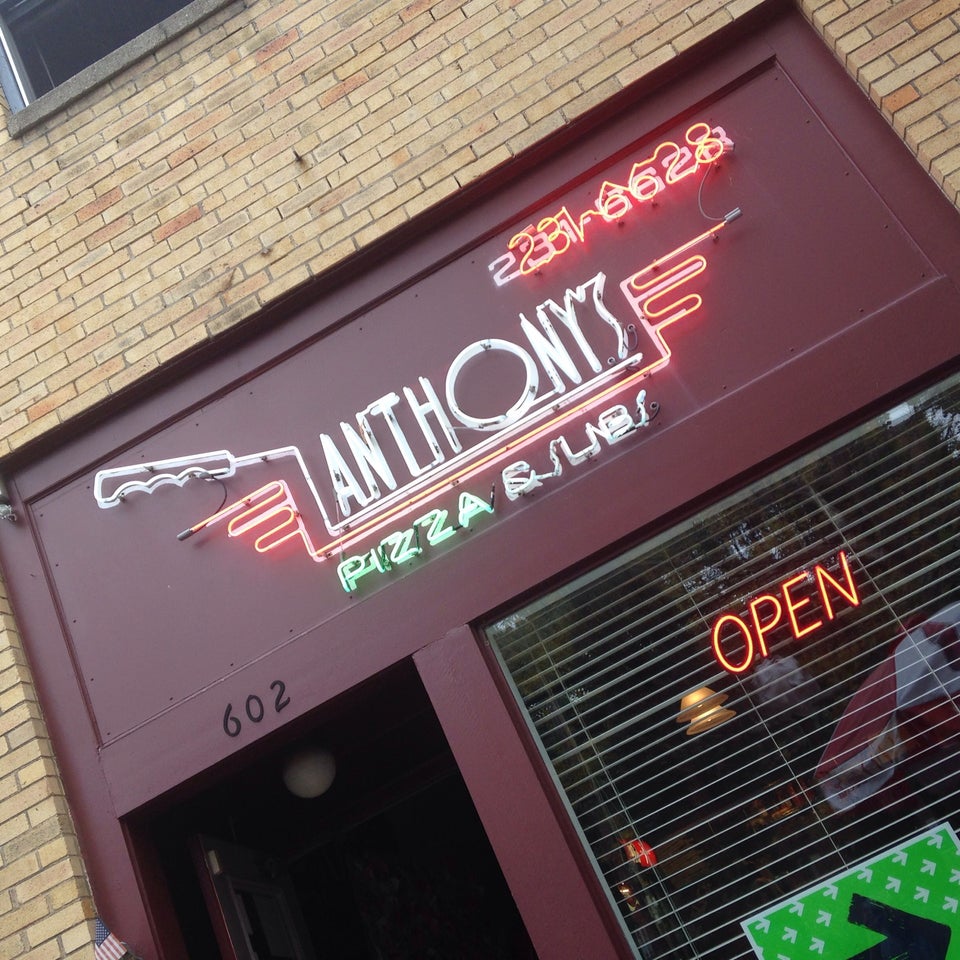 231-6628
ANTHONY'S
PIZZA & SUBS
602
OPEN